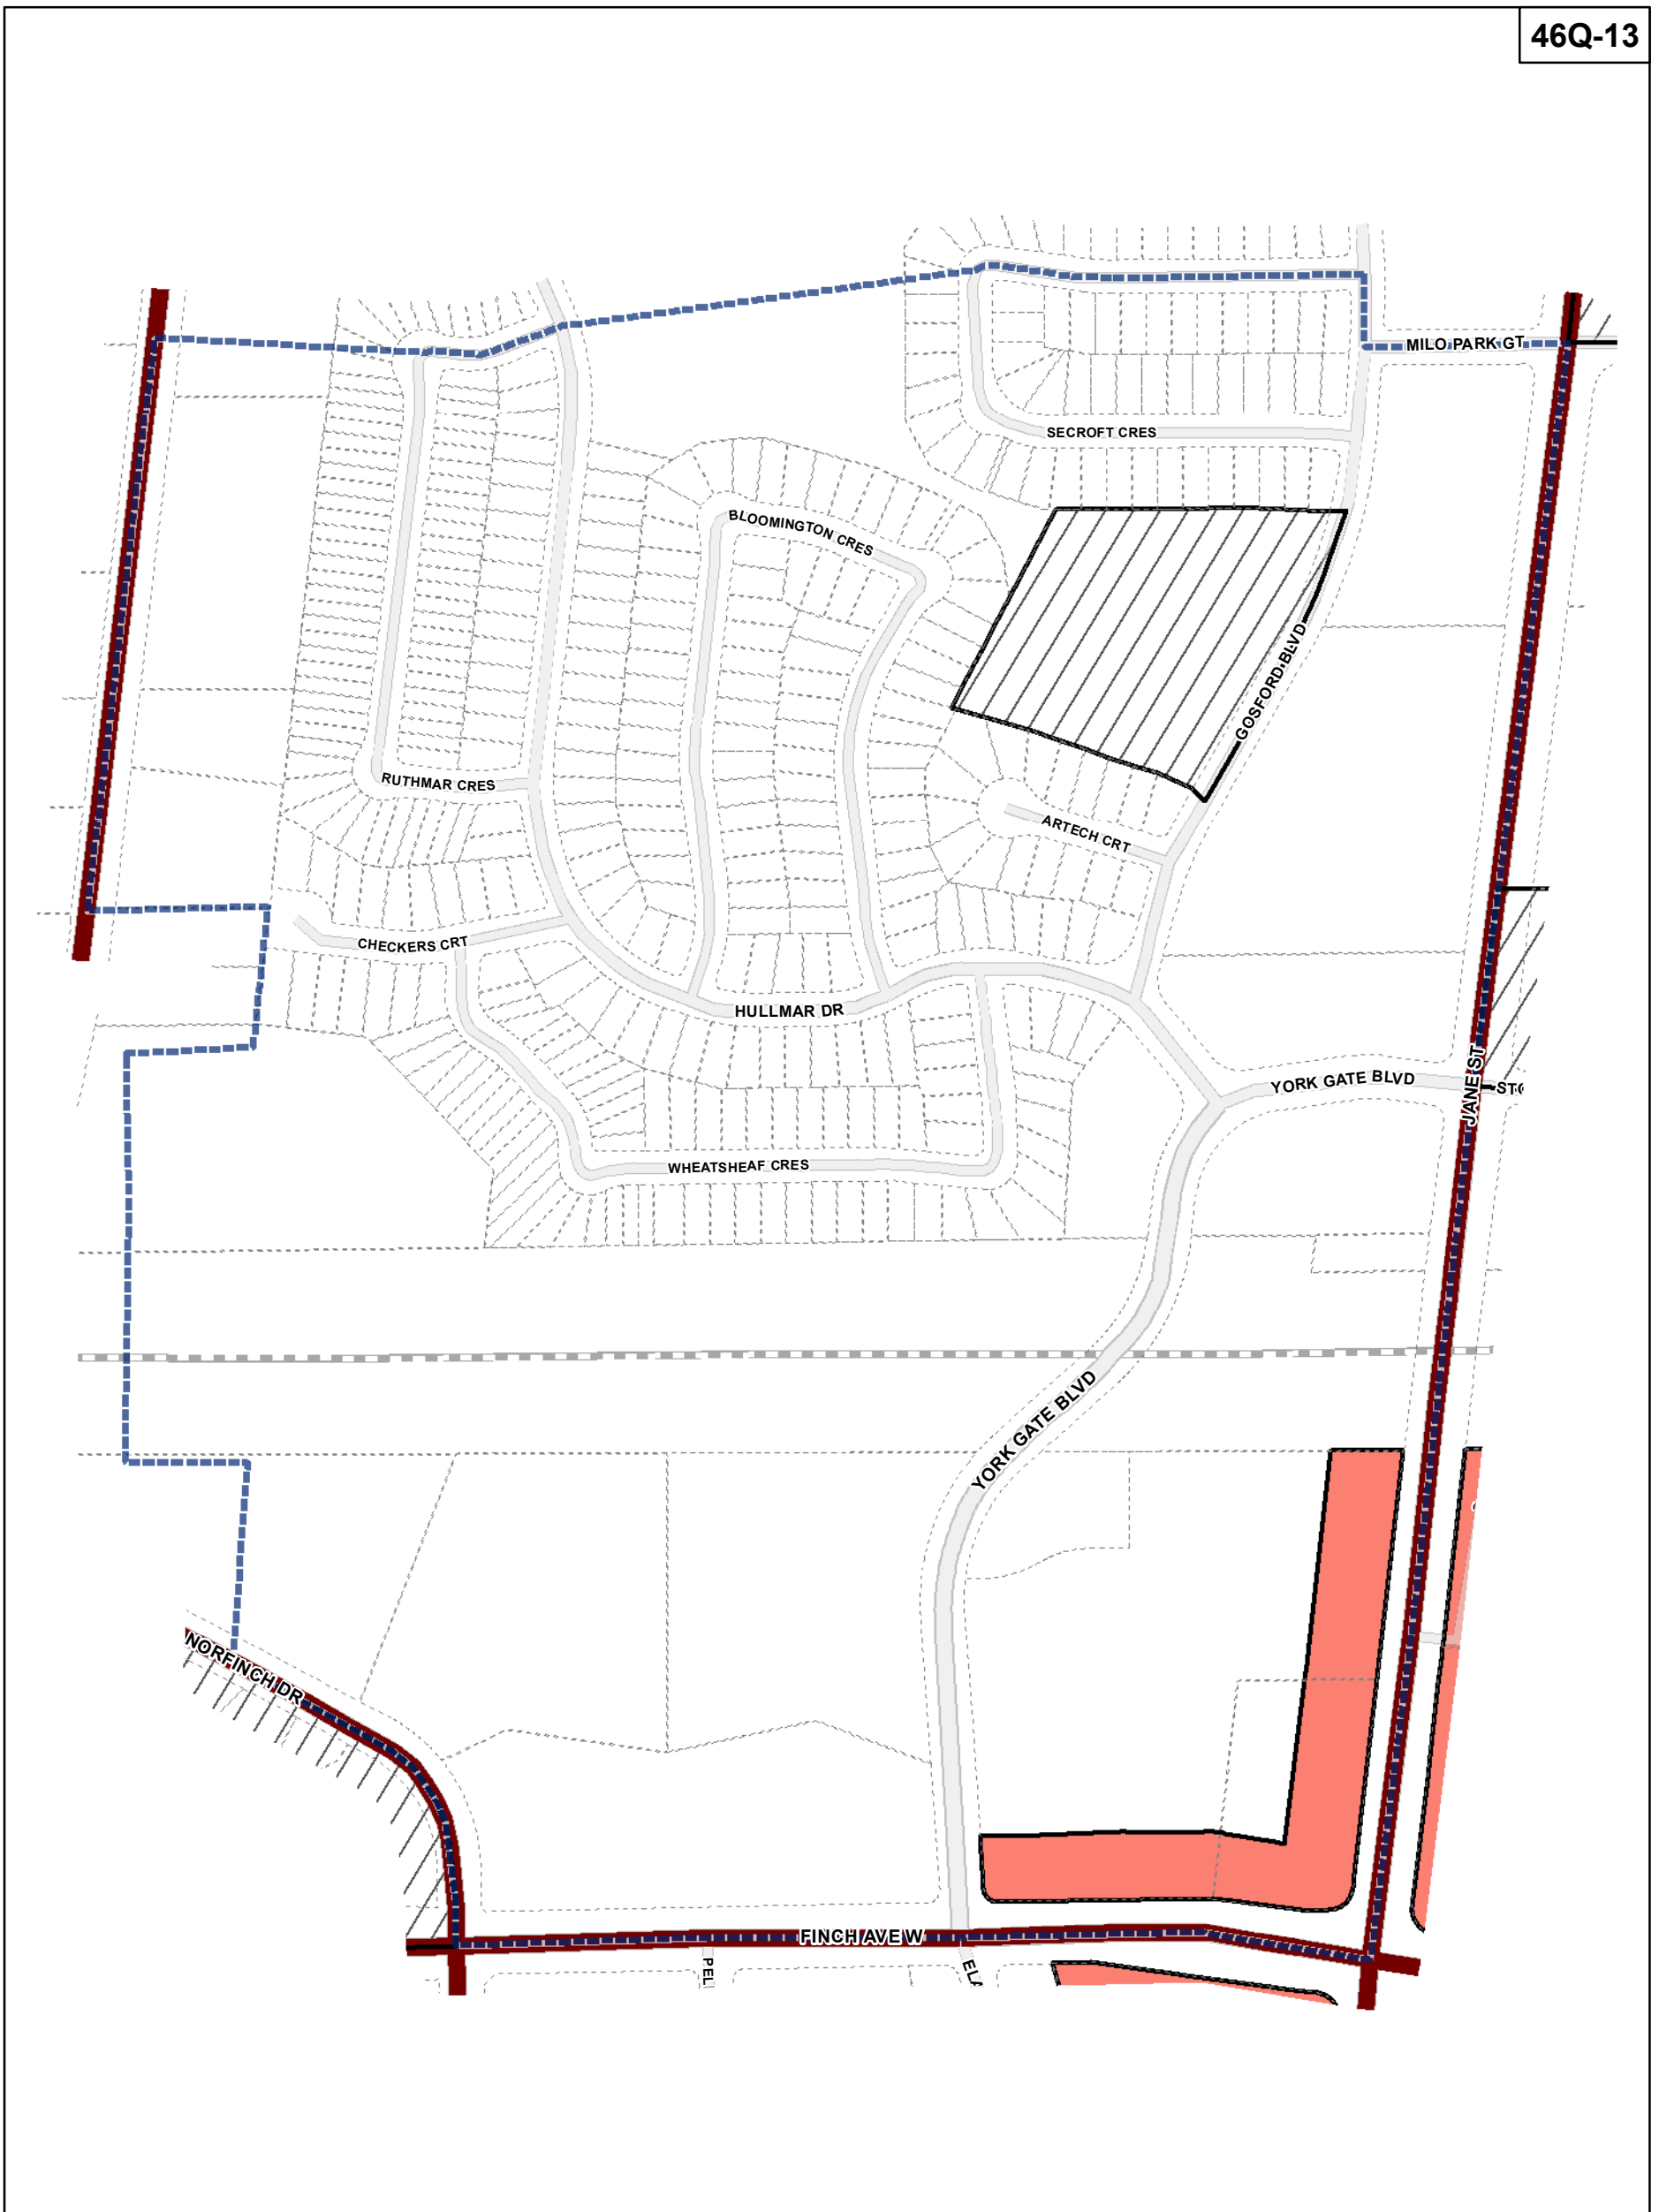 46Q-13
MILO PARK GT
SECROFT CRES
BLOOMINGTON CRES
GOSFORD BLVD
RUTHMAR CRES
ARTECH CRT
CHECKERS CRT
HULLMAR DR
YORK GATE BLVD
JANE ST
WHEATSHEAF CRES
YORK GATE BLVD
NORFINCH DR
FINCH AVE W
PEL